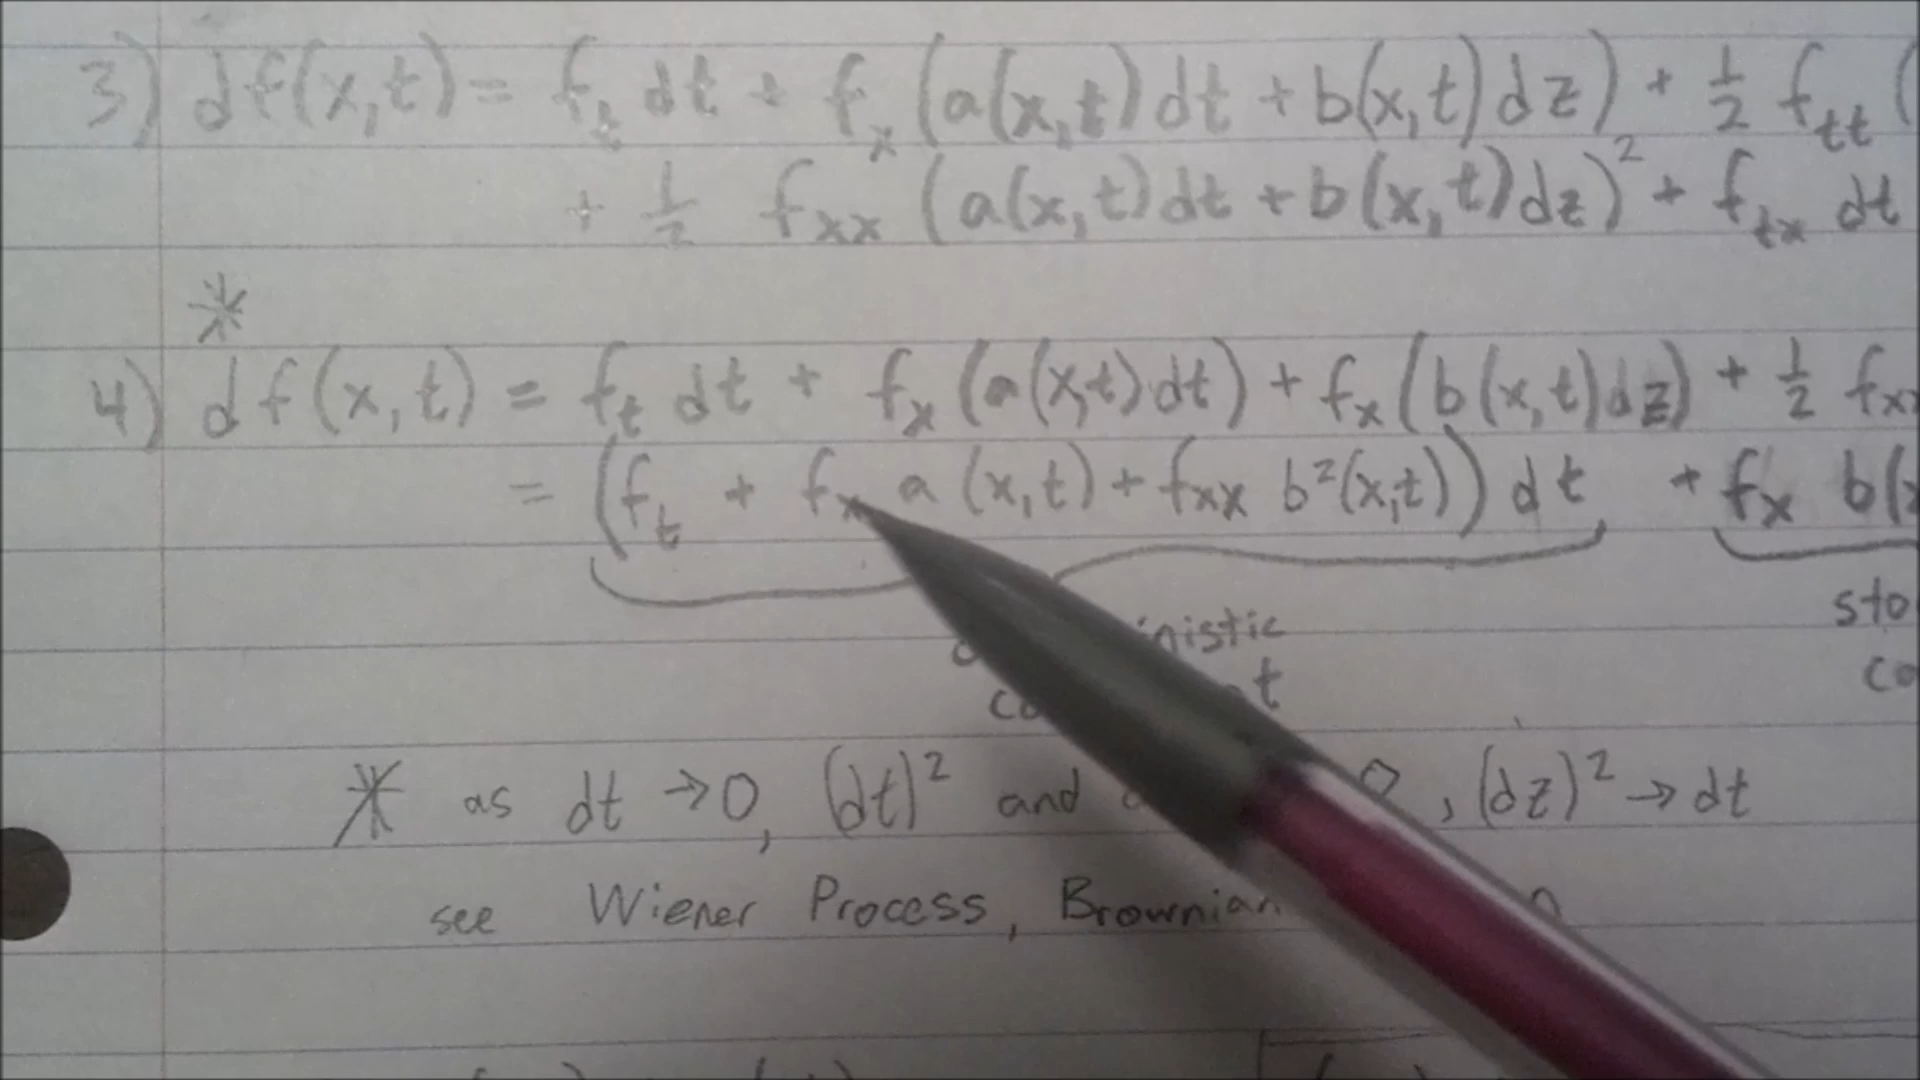 3) df(x,t) = f_t dt + f_x (a(x,t)dt + b(x,t)dz) + 1/2 f_tt (
+ 1/2 f_xx (a(x,t)dt + b(x,t)dz)² + f_tx dt
*
4) df(x,t) = f_t dt + f_x (a(x,t)dt) + f_x (b(x,t)dz) + 1/2 f_xx
= (f_t + f_x a (x,t) + f_xx b²(x,t)) dt + f_x b(x
* as dt → 0, (dt)² and 0, (dz)² → dt
see Wiener Process, Brownian